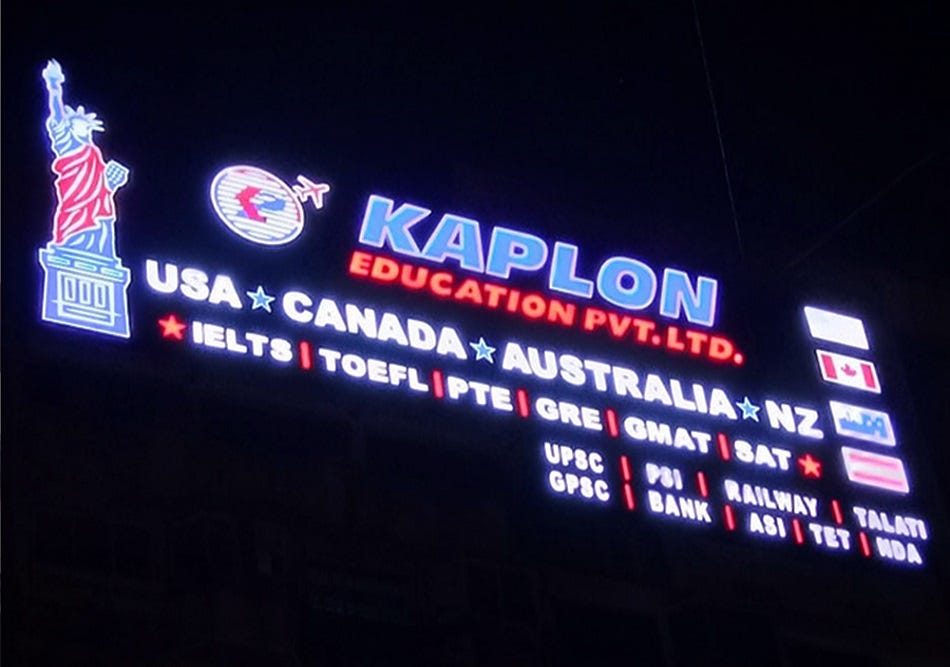 KAPLON
EDUCATION PVT.LTD.
USA ★ CANADA ★ AUSTRALIA ★ NZ
★ IELTS | TOEFL | PTE | GRE | GMAT | SAT ★
UPSC | PSI | RAILWAY | TALATI
GPSC | BANK | ASI | TET | NDA